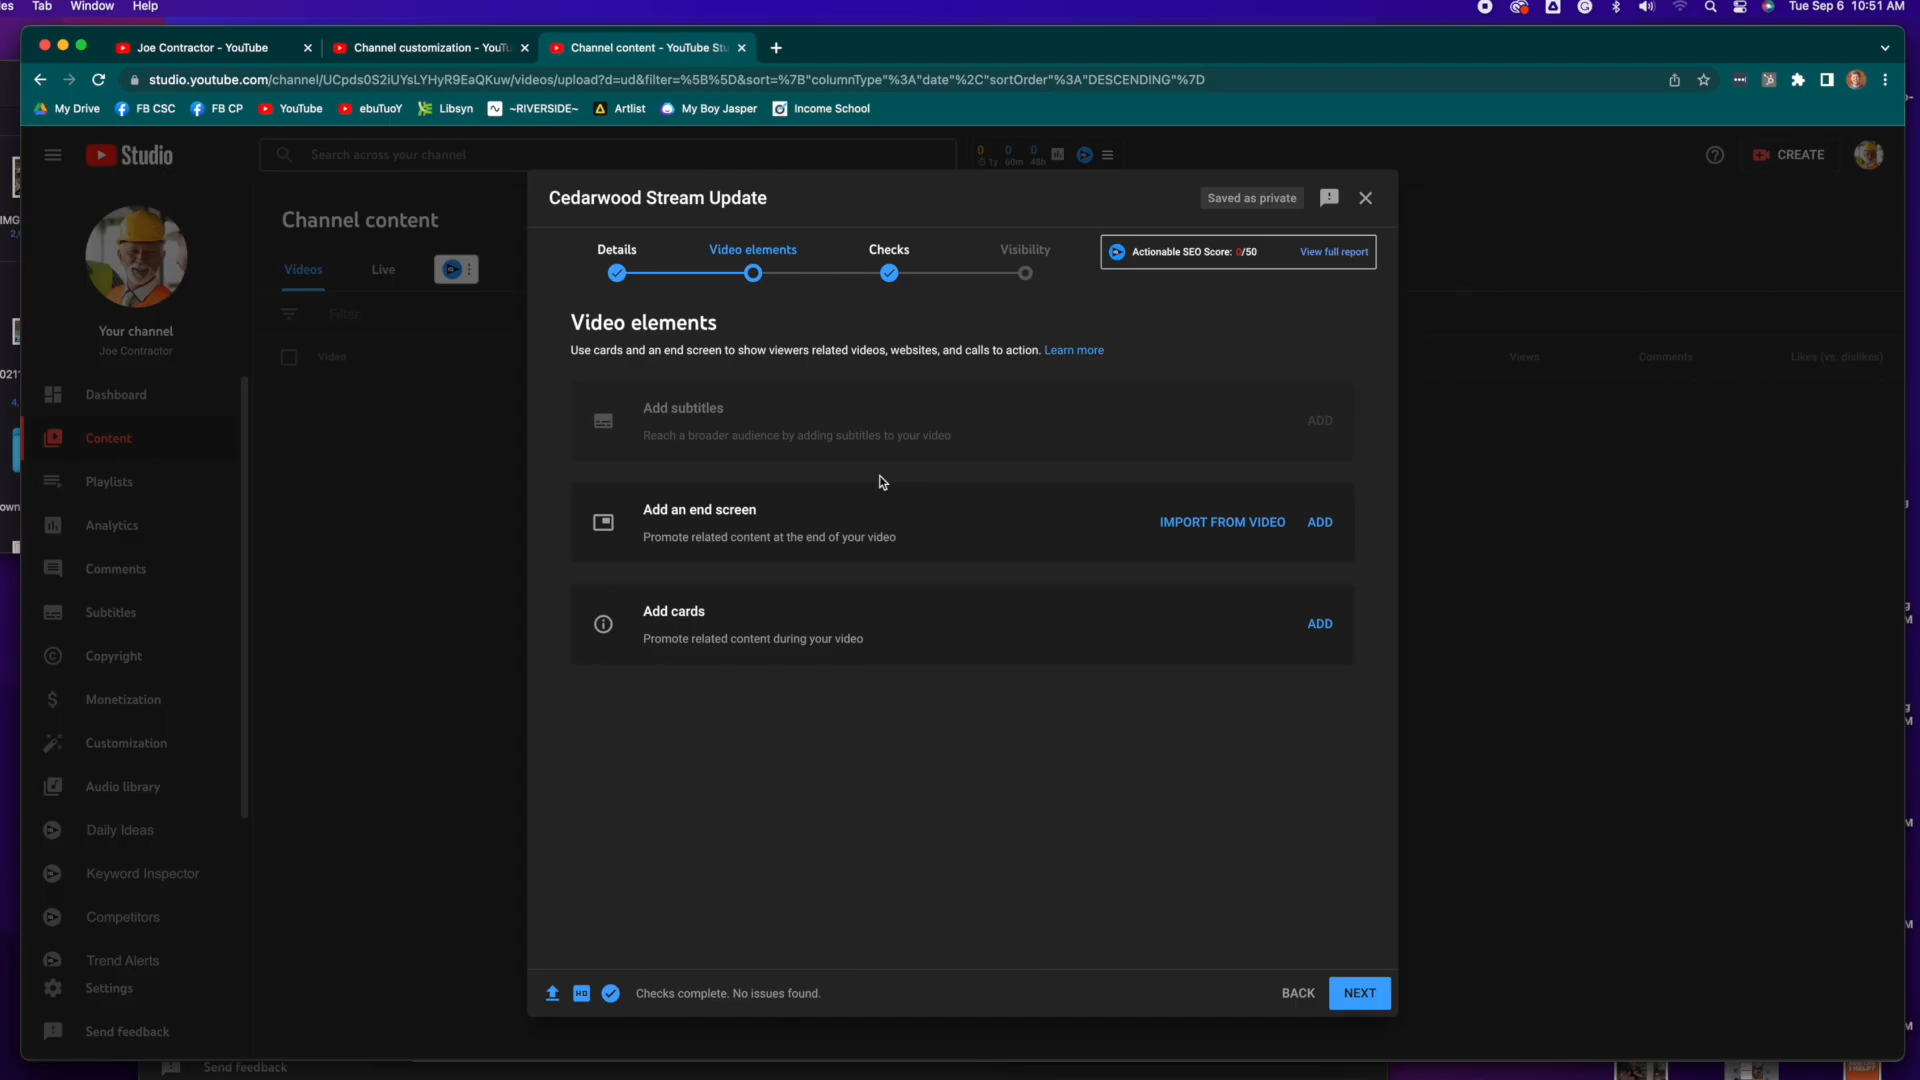 Tab Window Help
Tue Sep 6 10:51 AM
Joe Contractor - YouTube
Channel customization - YouTu
Channel content - YouTube Stu
studio.youtube.com/channel/UCpds0S2iUYsLYHyR9EaQKuw/videos/upload?d=ud&filter=%5B%5D&sort=%7B"columnType"%3A"date"%2C"sortOrder"%3A"DESCENDING"%7D
My Drive
FB CSC
FB CP
YouTube
ebuTuoY
Libsyn
~RIVERSIDE~
Artlist
My Boy Jasper
Income School
Studio
Search across your channel
0 0 0
1y 60m 48h
CREATE
Your channel
Joe Contractor
Dashboard
Content
Playlists
Analytics
Comments
Subtitles
Copyright
Monetization
Customization
Audio library
Daily Ideas
Keyword Inspector
Competitors
Trend Alerts
Settings
Send feedback
Channel content
Videos
Live
Filter
Video
Views
Comments
Likes (vs. dislikes)
Cedarwood Stream Update
Saved as private
Details
Video elements
Checks
Visibility
Actionable SEO Score: 0/50
View full report
Video elements
Use cards and an end screen to show viewers related videos, websites, and calls to action. Learn more
Add subtitles
Reach a broader audience by adding subtitles to your video
ADD
Add an end screen
Promote related content at the end of your video
IMPORT FROM VIDEO
ADD
Add cards
Promote related content during your video
ADD
HD
Checks complete. No issues found.
BACK
NEXT
Send feedback